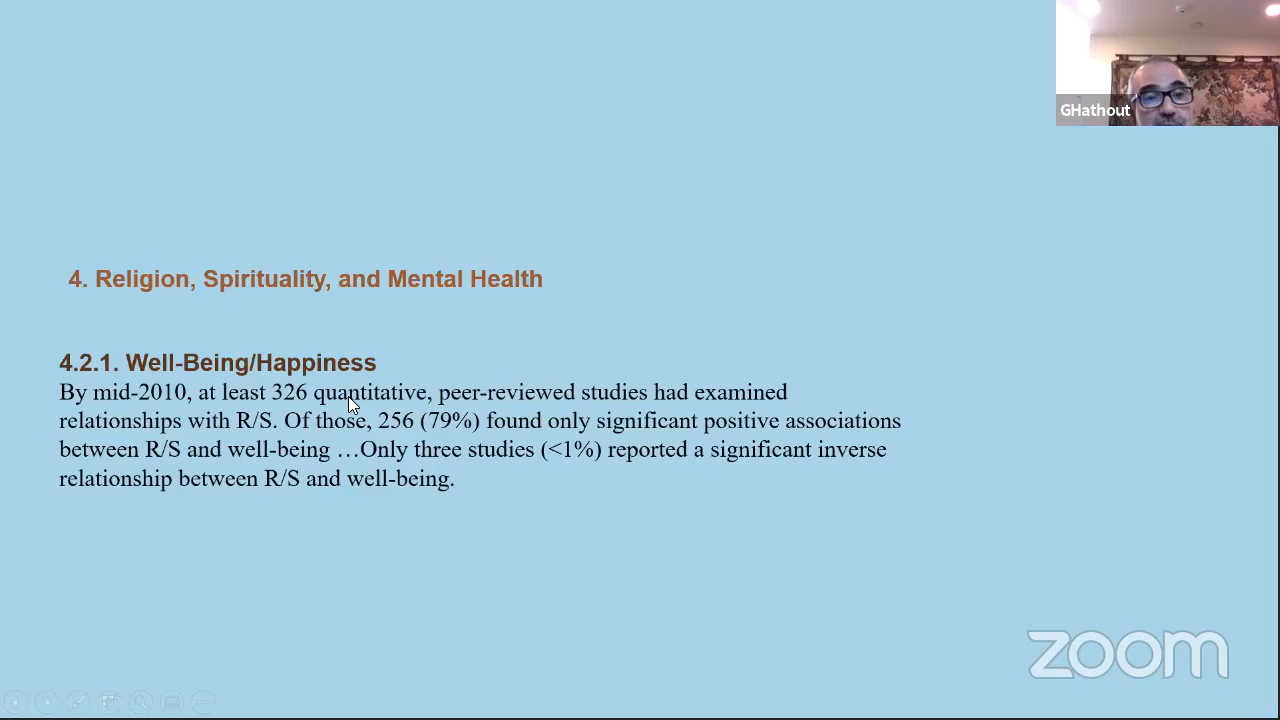 GHathout
4. Religion, Spirituality, and Mental Health
4.2.1. Well-Being/Happiness
By mid-2010, at least 326 quantitative, peer-reviewed studies had examined
relationships with R/S. Of those, 256 (79%) found only significant positive associations
between R/S and well-being …Only three studies (<1%) reported a significant inverse
relationship between R/S and well-being.
zoom